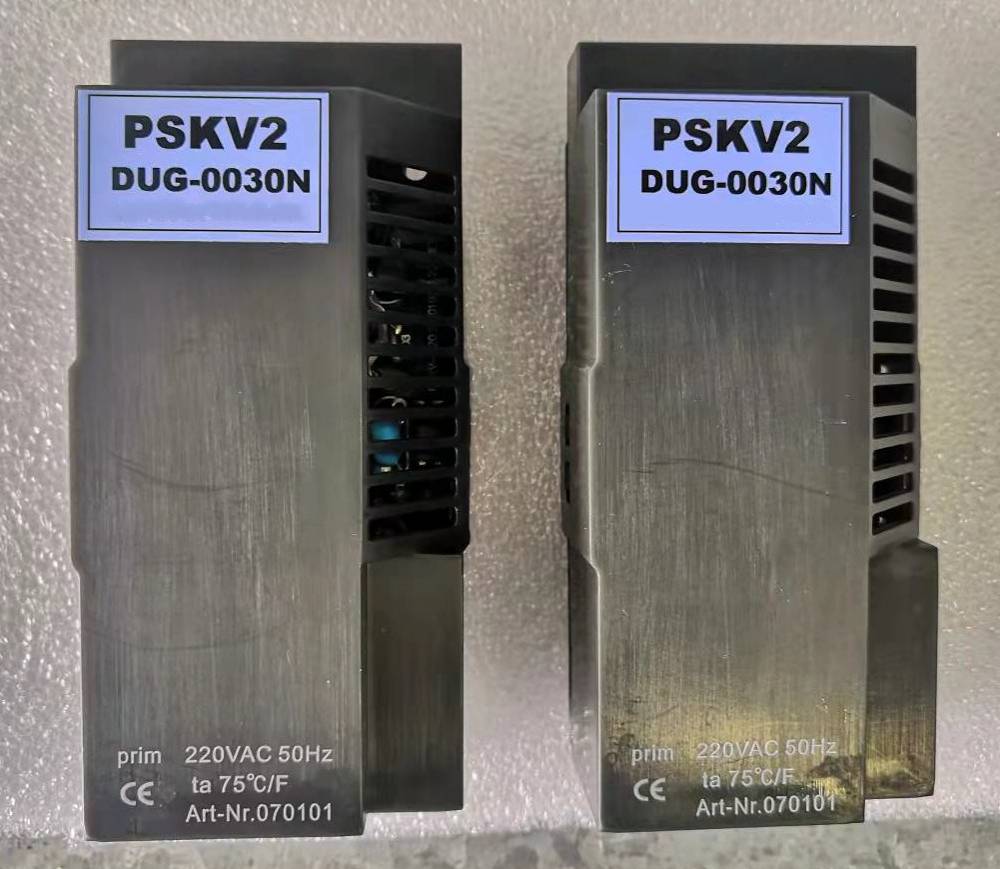 PSKV2
DUG-0030N
prim 220VAC 50Hz
CE ta 75℃/F
Art-Nr.070101
PSKV2
DUG-0030N
prim 220VAC 50Hz
CE ta 75℃/F
Art-Nr.070101